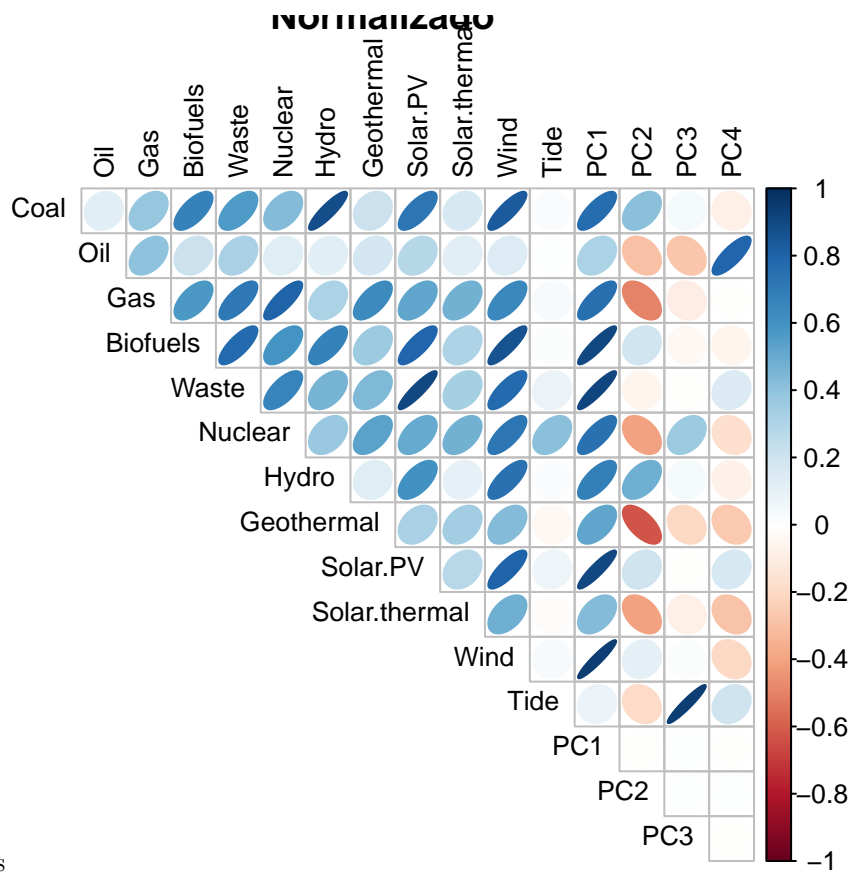 Normalizado
Oil Gas Biofuels Waste Nuclear Hydro Geothermal Solar.PV Solar.thermal Wind Tide PC1 PC2 PC3 PC4
Coal
Oil
Gas
Biofuels
Waste
Nuclear
Hydro
Geothermal
Solar.PV
Solar.thermal
Wind
Tide
PC1
PC2
PC3
1
0.8
0.6
0.4
0.2
0
−0.2
−0.4
−0.6
−0.8
−1
s